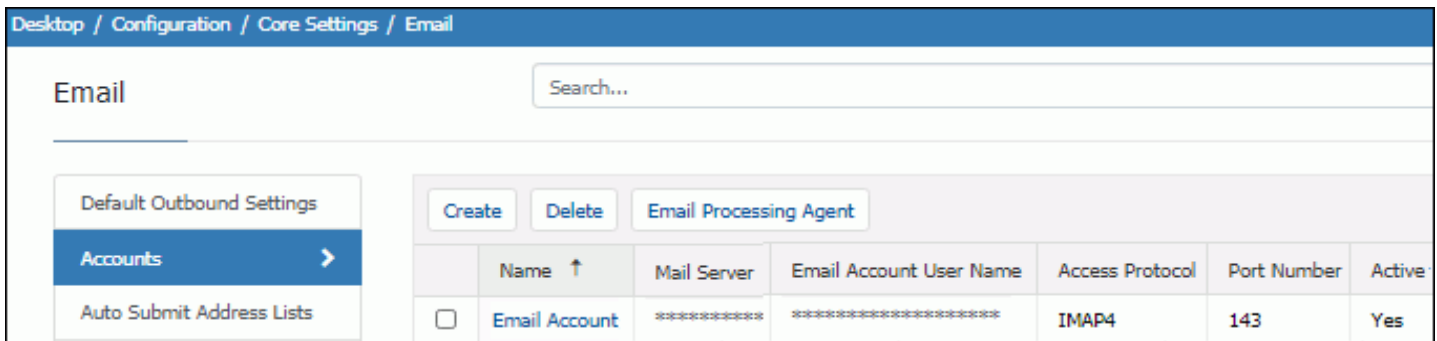 Desktop / Configuration / Core Settings / Email
Email
Search...
Default Outbound Settings
Accounts
Auto Submit Address Lists
Create Delete Email Processing Agent
Name ↑ Mail Server Email Account User Name Access Protocol Port Number Active
Email Account ********** ******************* IMAP4 143 Yes